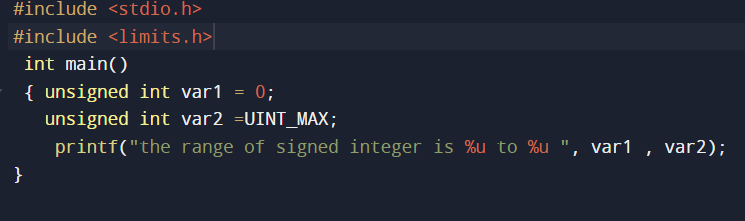 #include <stdio.h>
#include <limits.h>
int main()
{ unsigned int var1 = 0;
unsigned int var2 =UINT_MAX;
printf("the range of signed integer is %u to %u ", var1 , var2);
}